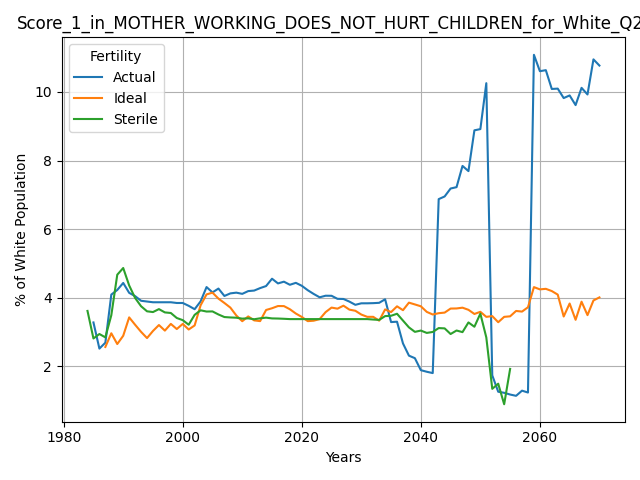 Score_1_in_MOTHER_WORKING_DOES_NOT_HURT_CHILDREN_for_White_Q2
Fertility
Actual
Ideal
Sterile
% of White Population
10
8
6
4
2
1980
2000
2020
2040
2060
Years